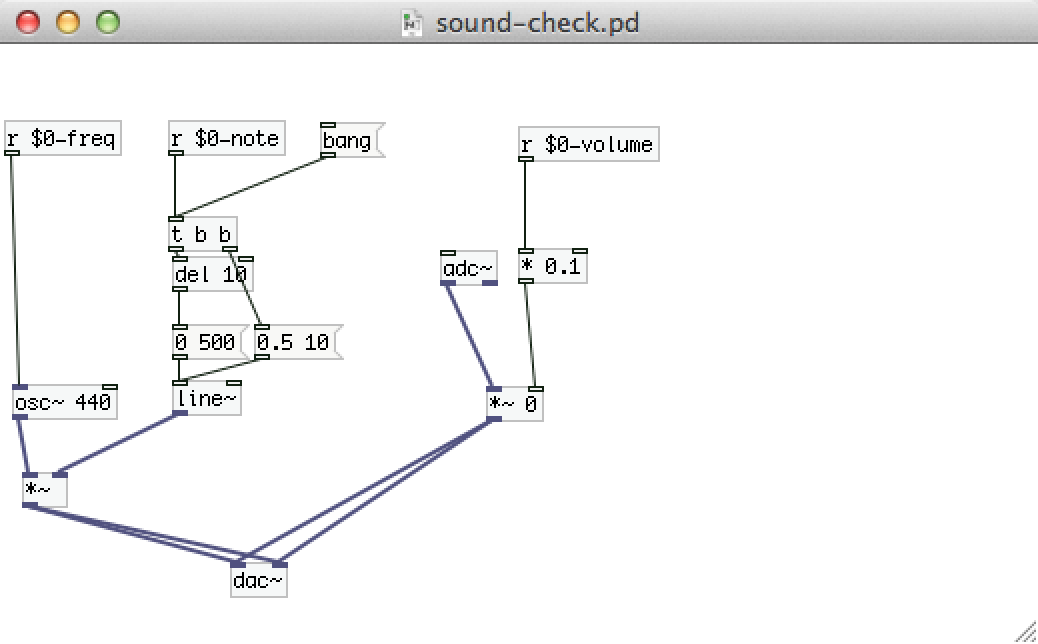 sound-check.pd
r $0-freq
r $0-note
bang
r $0-volume
t b b
del 10
adc~
* 0.1
0 500
0.5 10
osc~ 440
line~
*~ 0
*~
dac~